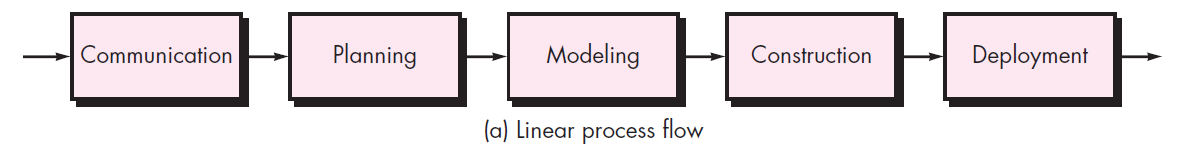 Communication Planning Modeling Construction Deployment
(a) Linear process flow